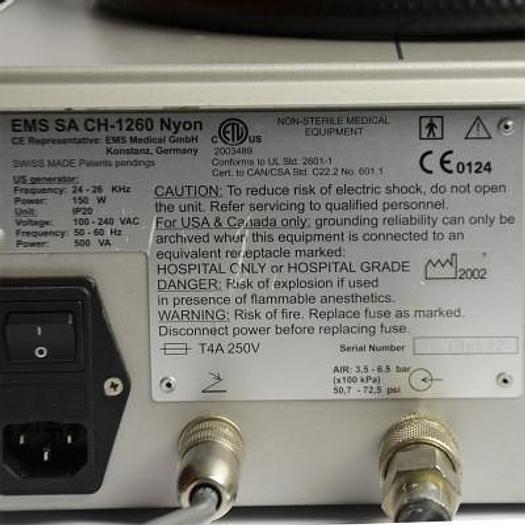 EMS SA CH-1260 Nyon
CE Representative: EMS Medical GmbH
Konstanz, Germany
SWISS MADE Patents pendings
US generator:
Frequency: 24 - 26 KHz
Power: 150 W
Unit: IP20
Voltage: 100 - 240 VAC
Frequency: 50 - 60 Hz
Power: 500 VA
C ETL US
2003489
NON-STERILE MEDICAL
EQUIPMENT
Conforms to UL Std. 2601-1
Cert. to CAN/CSA Std. C22.2 No. 601.1
CE 0124
CAUTION: To reduce risk of electric shock, do not open
the unit. Refer servicing to qualified personnel.
For USA & Canada only: grounding reliability can only be
archived when this equipment is connected to an
equivalent receptacle marked:
HOSPITAL ONLY or HOSPITAL GRADE
2002
DANGER: Risk of explosion if used
in presence of flammable anesthetics.
WARNING: Risk of fire. Replace fuse as marked.
Disconnect power before replacing fuse.
T4A 250V
Serial Number
AIR: 3,5 - 6.5 bar
(x100 kPa)
50,7 - 72,5 psi
I
O